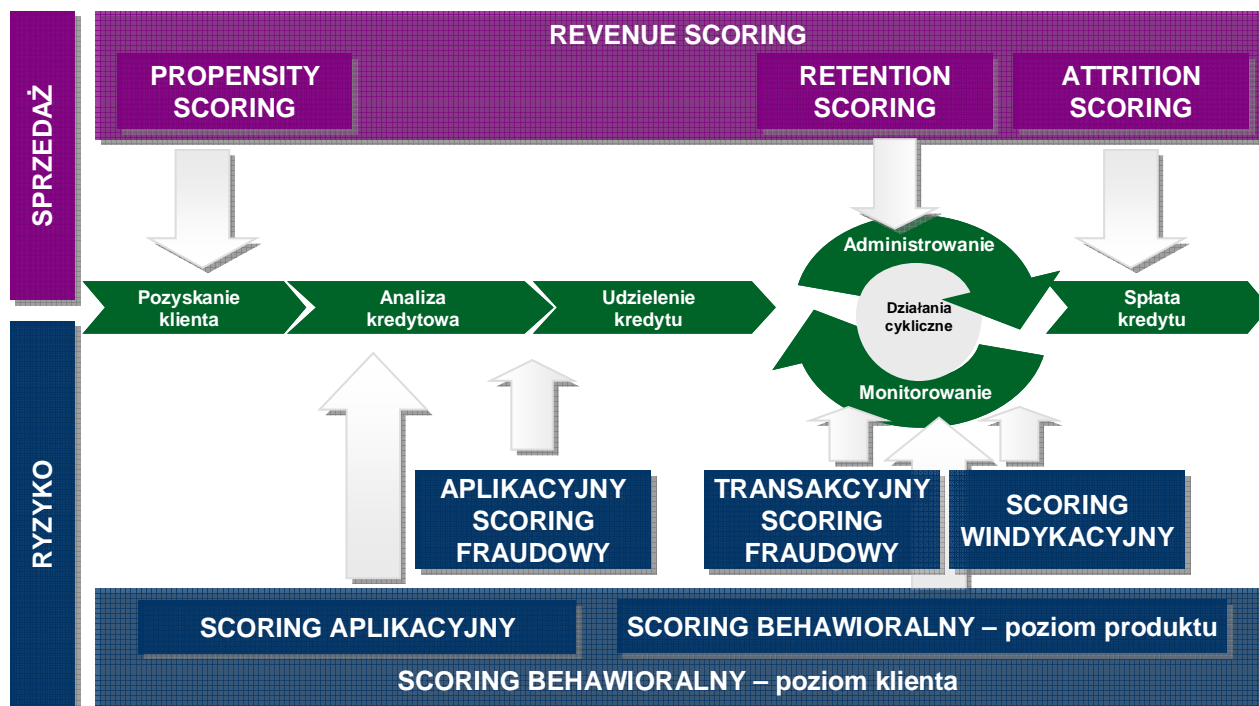 SPRZEDAŻ
REVENUE SCORING
PROPENSITY
SCORING
RETENTION
SCORING
ATTRITION
SCORING
Pozyskanie
klienta
Analiza
kredytowa
Udzielenie
kredytu
Administrowanie
Działania
cykliczne
Monitorowanie
Spłata
kredytu
RYZYKO
APLIKACYJNY
SCORING
FRAUDOWY
TRANSAKCYJNY
SCORING
FRAUDOWY
SCORING
WINDYKACYJNY
SCORING APLIKACYJNY
SCORING BEHAWIORALNY – poziom produktu
SCORING BEHAWIORALNY – poziom klienta